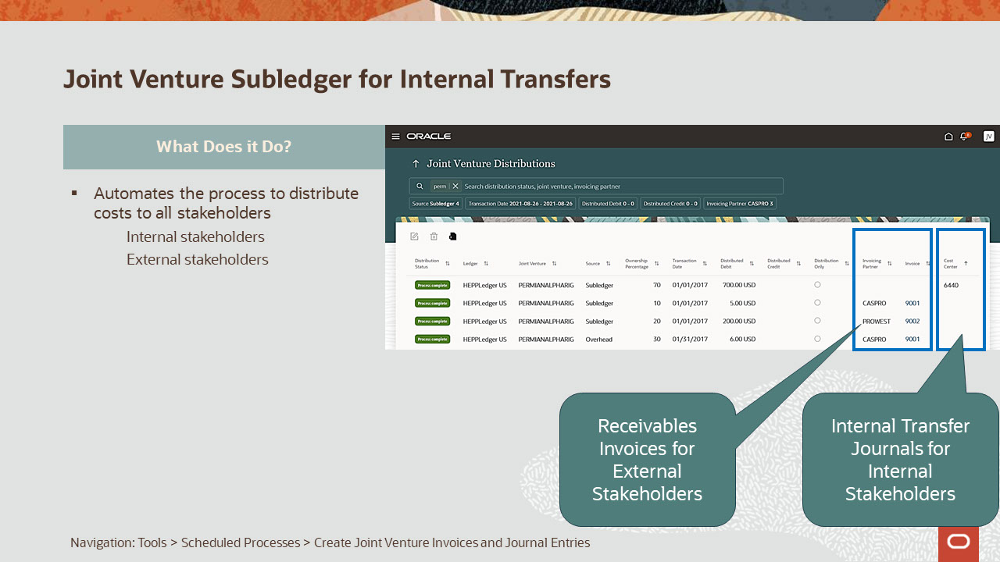 Joint Venture Subledger for Internal Transfers
What Does it Do?
▪ Automates the process to distribute
costs to all stakeholders
Internal stakeholders
External stakeholders
ORACLE
JV
Joint Venture Distributions
perm
Search distribution status, joint venture, invoicing partner
Source Subledger 4 Transaction Date 2021-08-26 - 2021-08-26 Distributed Debit 0 - 0 Distributed Credit 0 - 0 Invoicing Partner CASPRO 3
Distribution Status Ledger Joint Venture Source Ownership Percentage Transaction Date Distributed Debit Distributed Credit Distribution Only Invoicing Partner Invoice Cost Center
Process complete HEPPLedger US PERMIANALPHARIG Subledger 70 01/01/2017 700.00 USD 6440
Process complete HEPPLedger US PERMIANALPHARIG Subledger 10 01/01/2017 5.00 USD CASPRO 9001
Process complete HEPPLedger US PERMIANALPHARIG Subledger 20 01/01/2017 200.00 USD PROWEST 9002
Process complete HEPPLedger US PERMIANALPHARIG Overhead 30 01/31/2017 6.00 USD CASPRO 9001
Receivables
Invoices for
External
Stakeholders
Internal Transfer
Journals for
Internal
Stakeholders
Navigation: Tools > Scheduled Processes > Create Joint Venture Invoices and Journal Entries